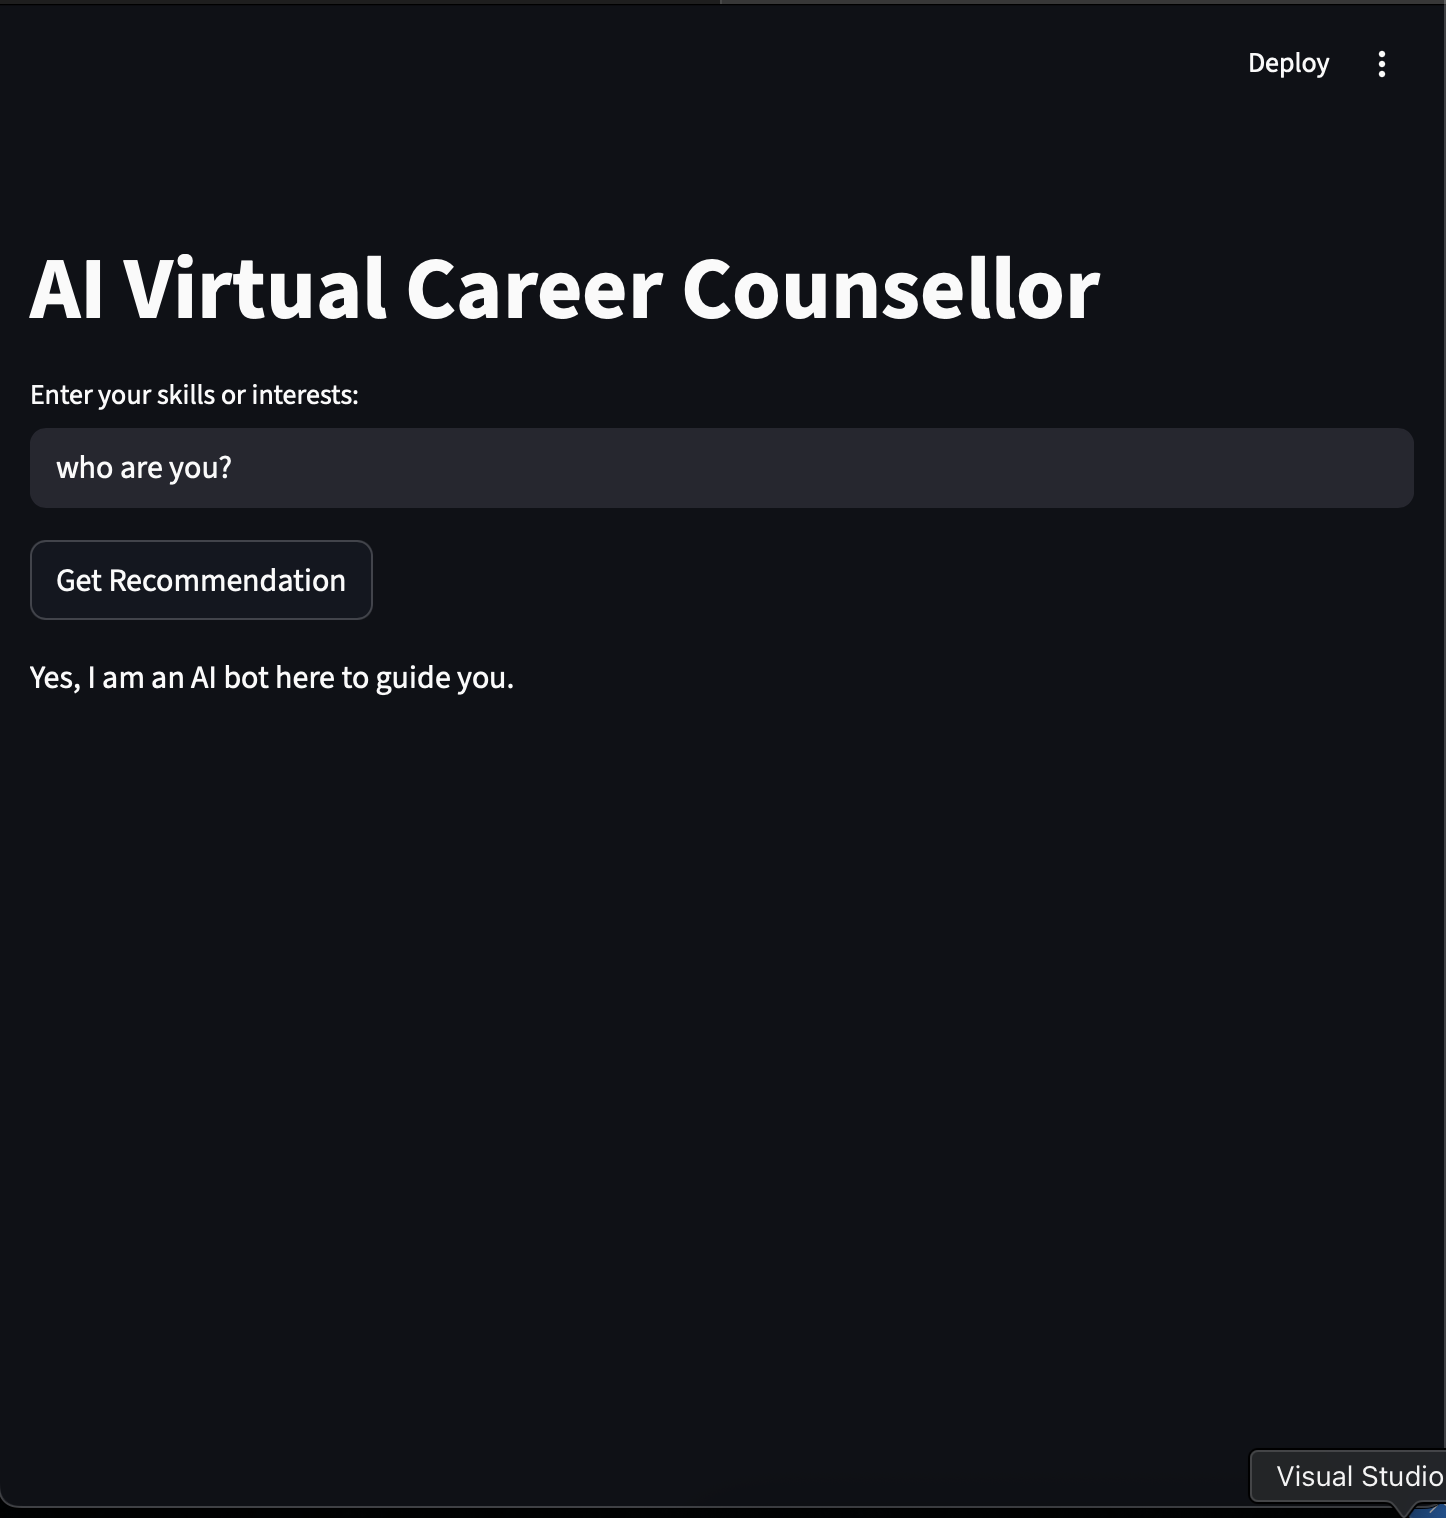 Deploy
AI Virtual Career Counsellor
Enter your skills or interests:
who are you?
Get Recommendation
Yes, I am an AI bot here to guide you.
Visual Studio